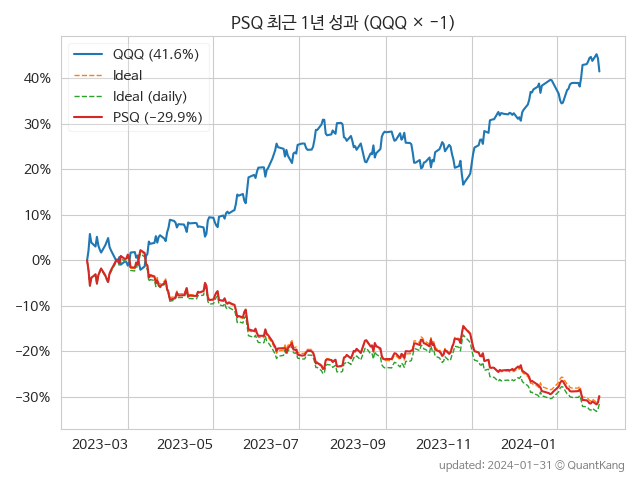 PSQ 최근 1년 성과 (QQQ × −1)
QQQ (41.6%)
Ideal
Ideal (daily)
PSQ (−29.9%)
40%
30%
20%
10%
0%
−10%
−20%
−30%
2023-03 2023-05 2023-07 2023-09 2023-11 2024-01
updated: 2024-01-31 © QuantKang